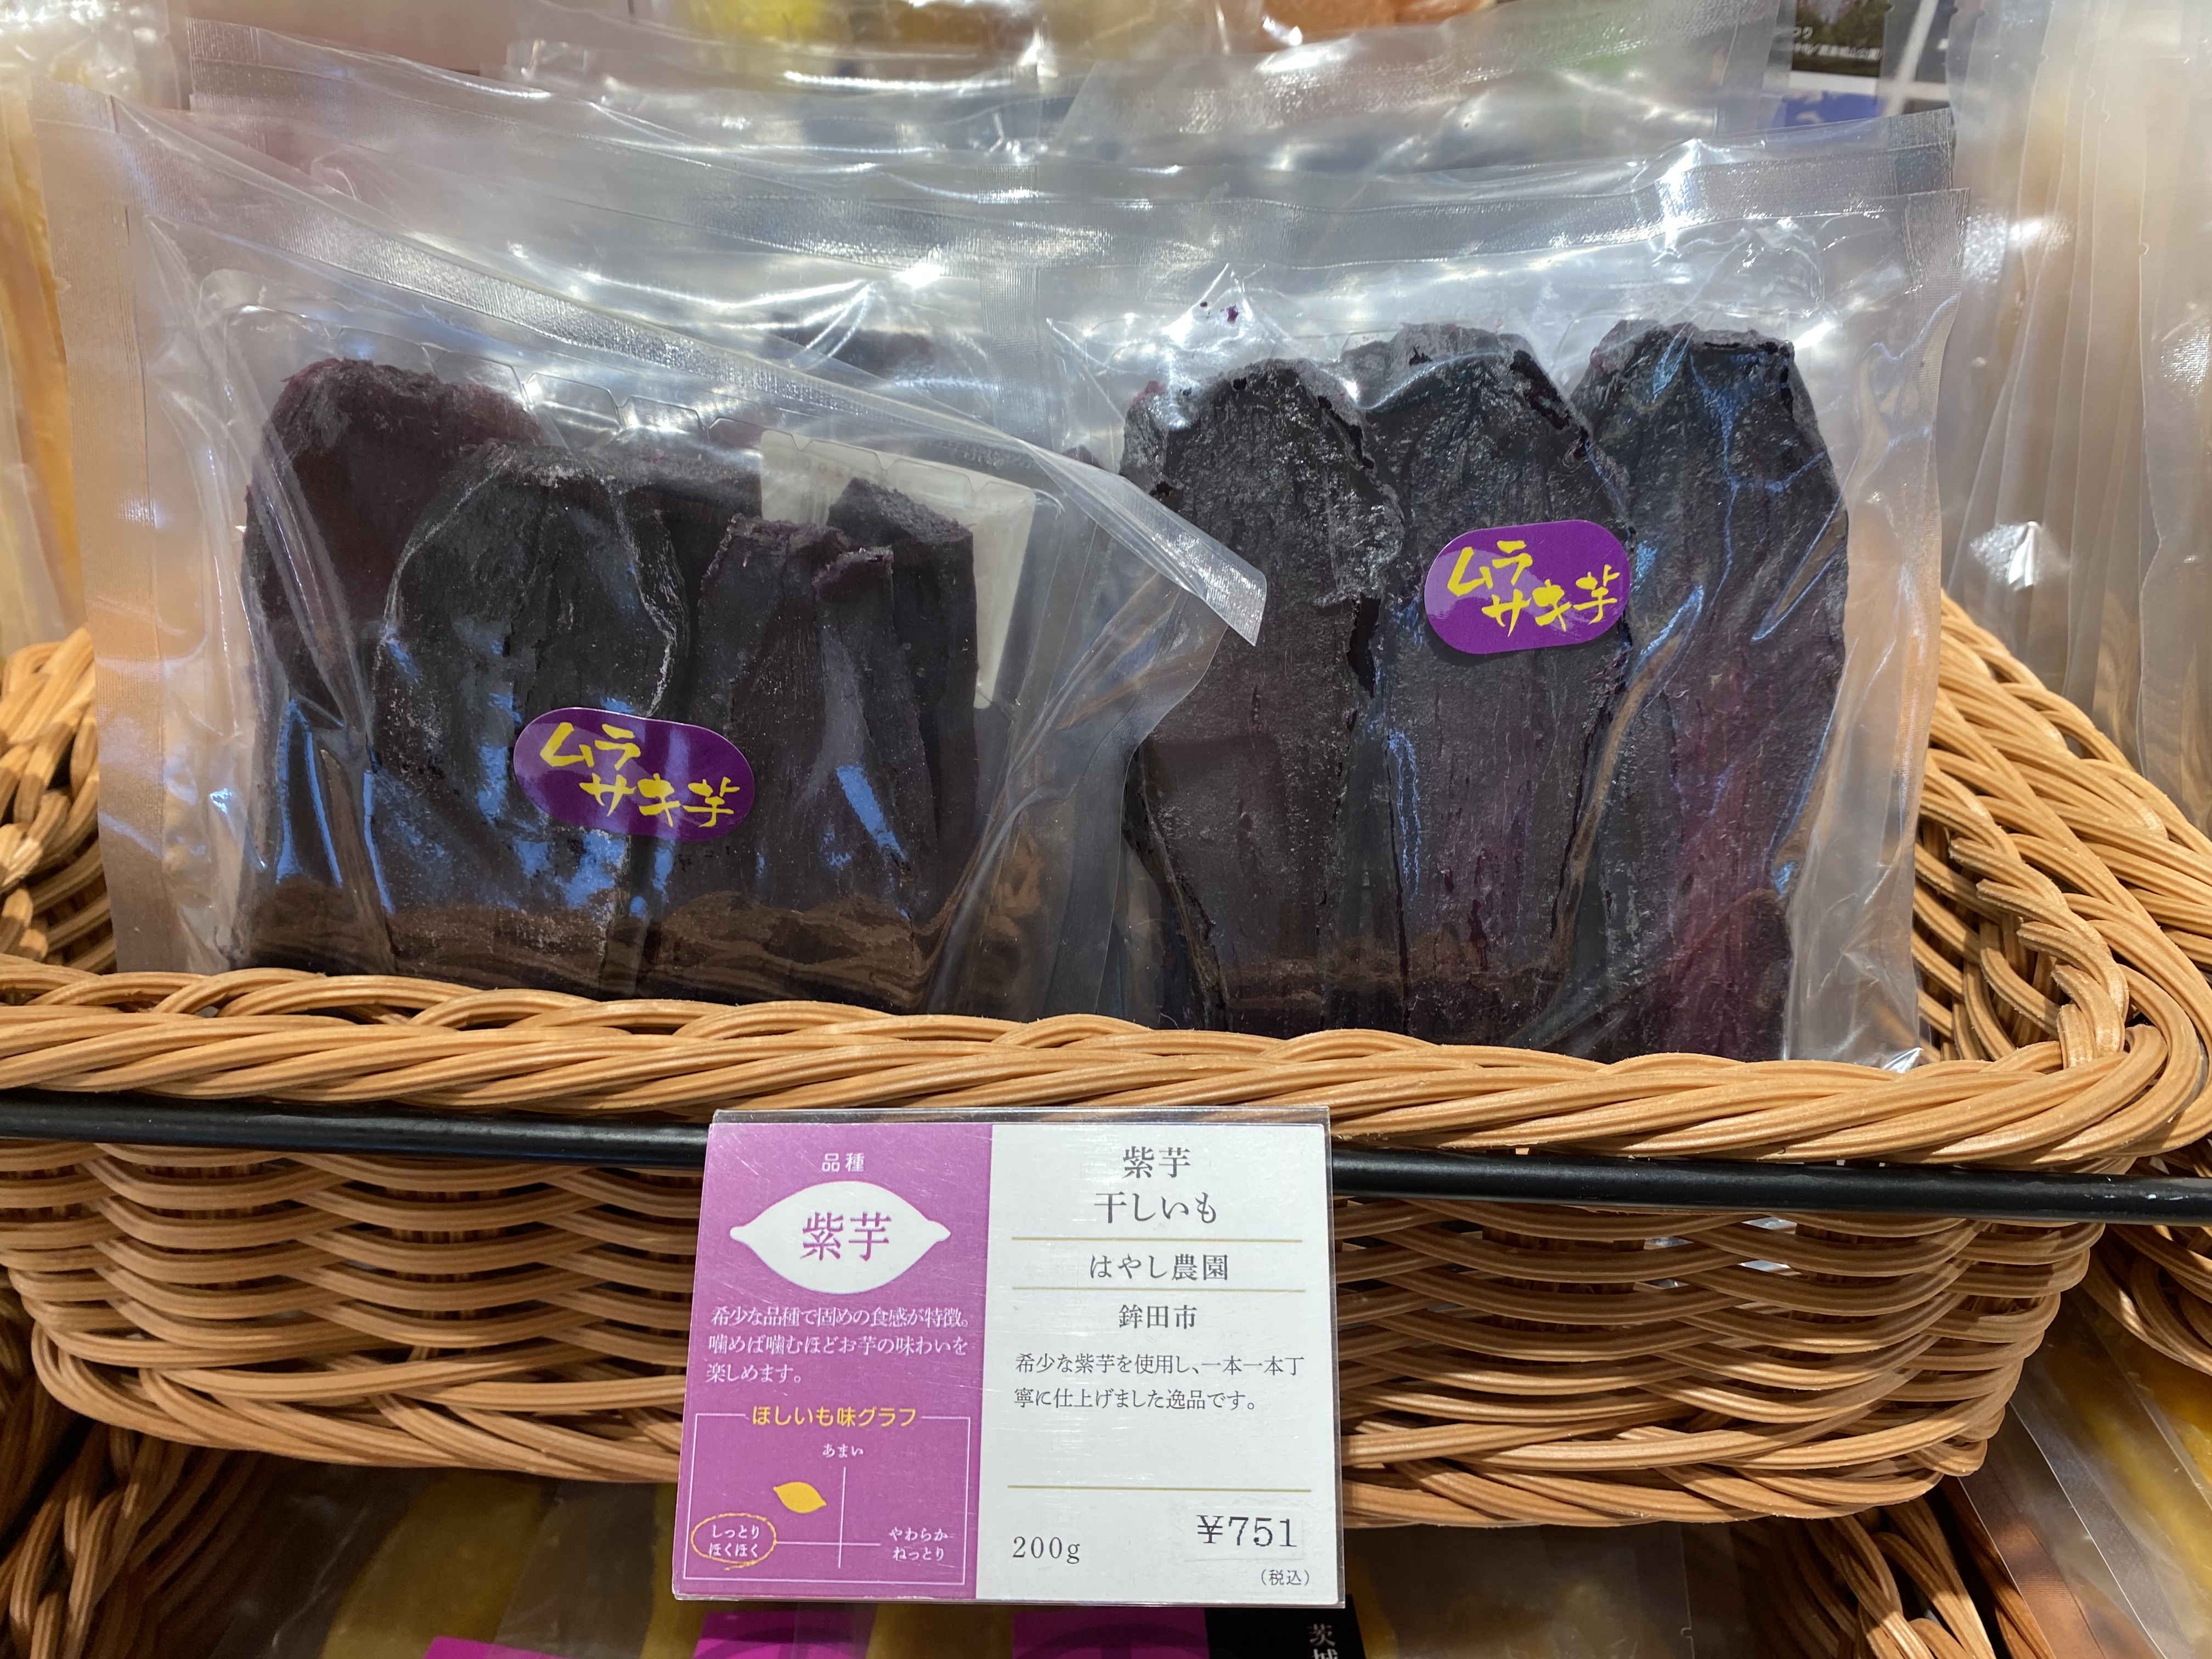 ムラ
サキ芋
ムラ
サキ芋
品種
紫芋
希少な品種で固めの食感が特徴。
噛めば噛むほどお芋の味わいを
楽しめます。
ほしいも味グラフ
あまい
しっとり
ほくほく
やわらか
ねっとり
紫芋
干しいも
はやし農園
鉾田市
希少な紫芋を使用し、一本一本丁
寧に仕上げました逸品です。
200g
¥751
(税込)
茨城